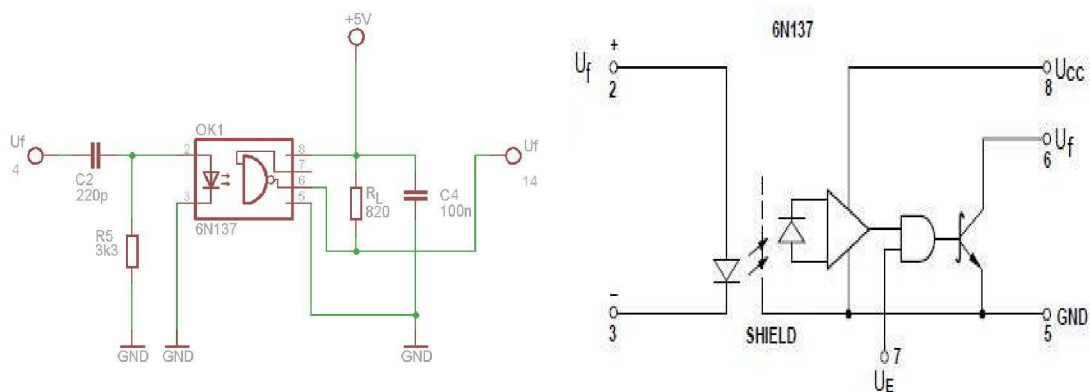 +5V
Uf
4
C2
220p
R5
3k3
GND
GND
OK1
2
3
8
7
6
5
6N137
RL
820
C4
100n
GND
Uf
14
6N137
Uf
+
2
−
3
SHIELD
UCC
8
Uf
6
GND
5
7
UE